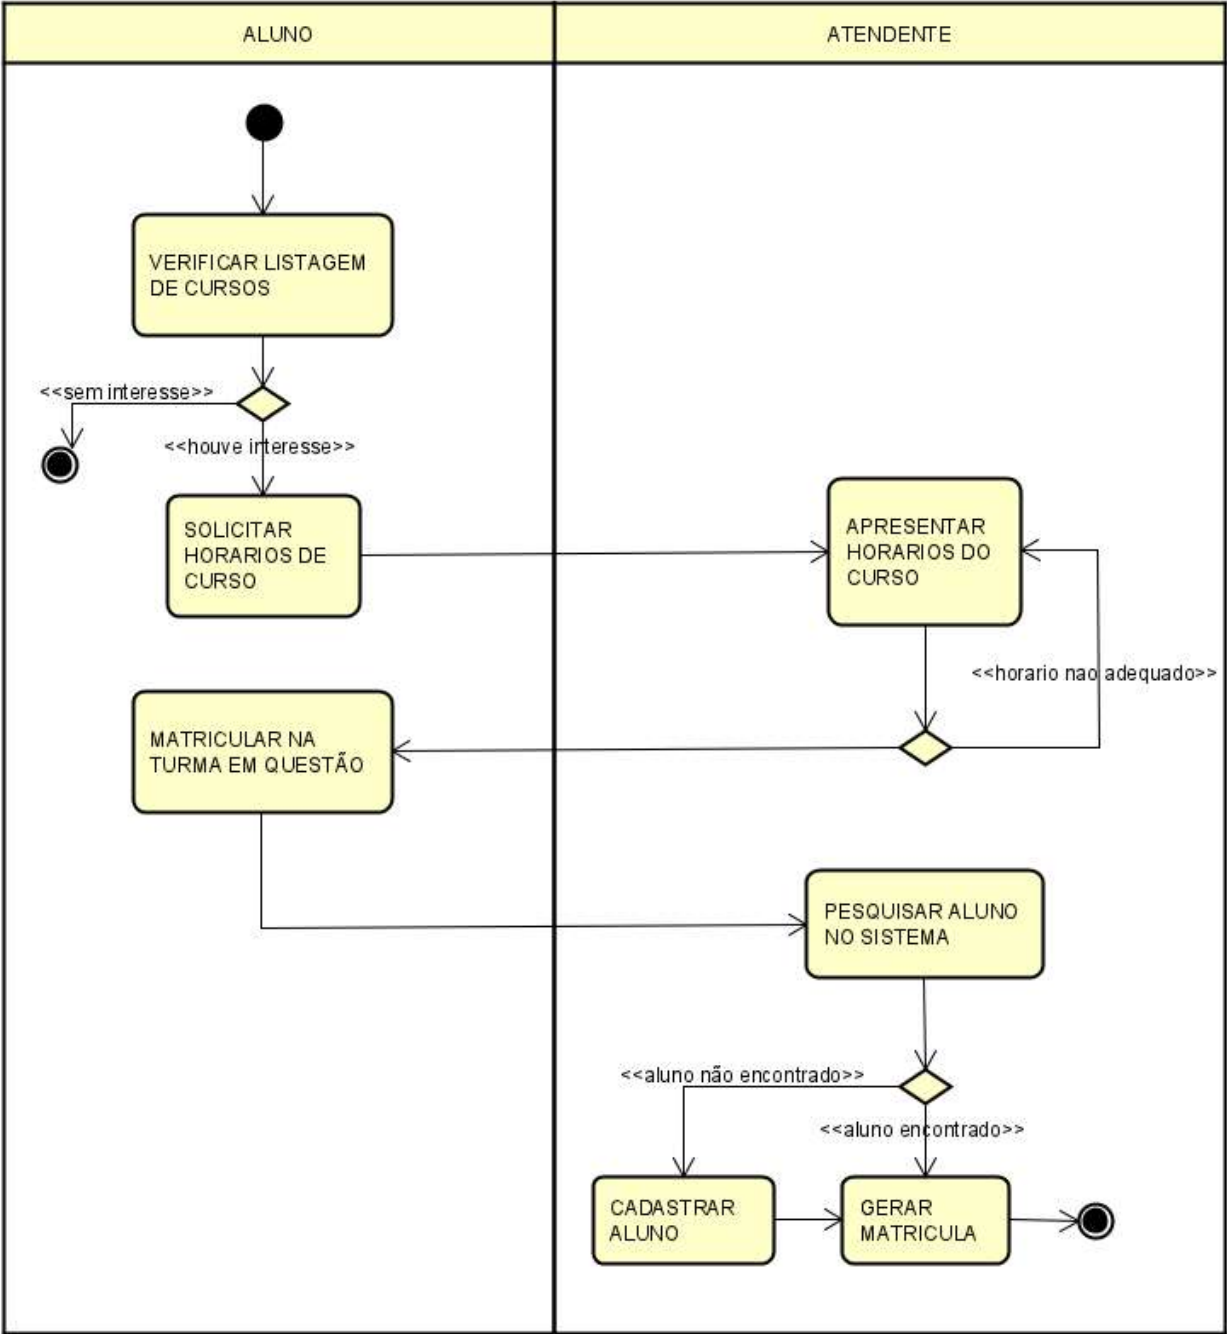 ALUNO
ATENDENTE
VERIFICAR LISTAGEM
DE CURSOS
<<sem interesse>>
<<houve interesse>>
SOLICITAR
HORARIOS DE
CURSO
APRESENTAR
HORARIOS DO
CURSO
<<horario nao adequado>>
MATRICULAR NA
TURMA EM QUESTÃO
PESQUISAR ALUNO
NO SISTEMA
<<aluno não encontrado>>
<<aluno encontrado>>
CADASTRAR
ALUNO
GERAR
MATRICULA